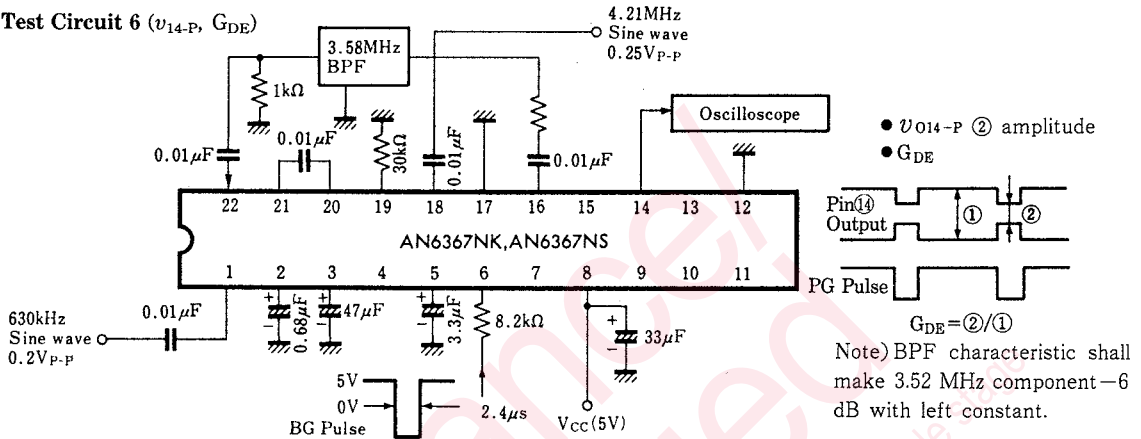 Test Circuit 6 (v14-P, GDE)
4.21MHz
Sine wave
0.25VP-P
3.58MHz
BPF
1kΩ
Oscilloscope
0.01μF
0.01μF
30kΩ
0.01μF
0.01μF
● vO14-P ② amplitude
● GDE
22 21 20 19 18 17 16 15 14 13 12
AN6367NK,AN6367NS
1 2 3 4 5 6 7 8 9 10 11
Pin⑭
Output
① ②
PG Pulse
GDE=②/①
Note) BPF characteristic shall
make 3.52 MHz component−6
dB with left constant.
630kHz
Sine wave
0.2VP-P
0.01μF
+
−
0.68μF
+
−
47μF
+
−
3.3μF
8.2kΩ
+
−
33μF
5V
0V
2.4μs
BG Pulse
VCC(5V)